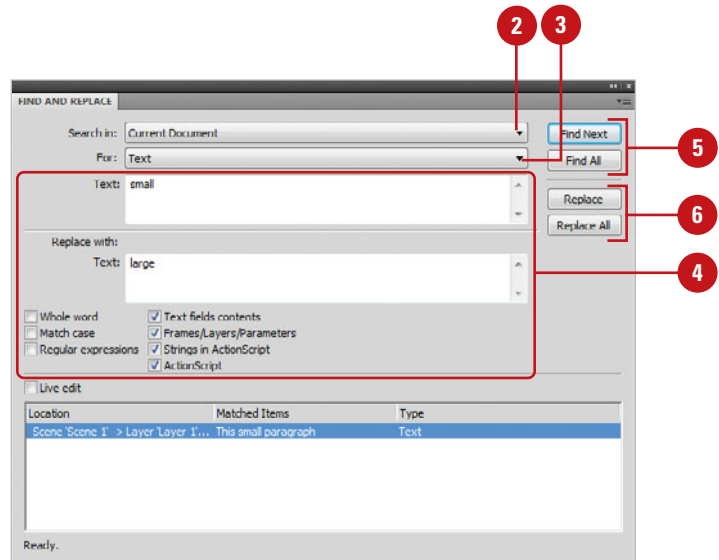 2 3
FIND AND REPLACE
Search in: Current Document Find Next
For: Text Find All
5
Text: small
Replace
Replace All
6
Replace with:
Text: large
4
Whole word Text fields contents
Match case Frames/Layers/Parameters
Regular expressions Strings in ActionScript
ActionScript
Live edit
Location Matched Items Type
Scene 'Scene 1' -> Layer 'Layer 1'... This small paragraph Text
Ready.